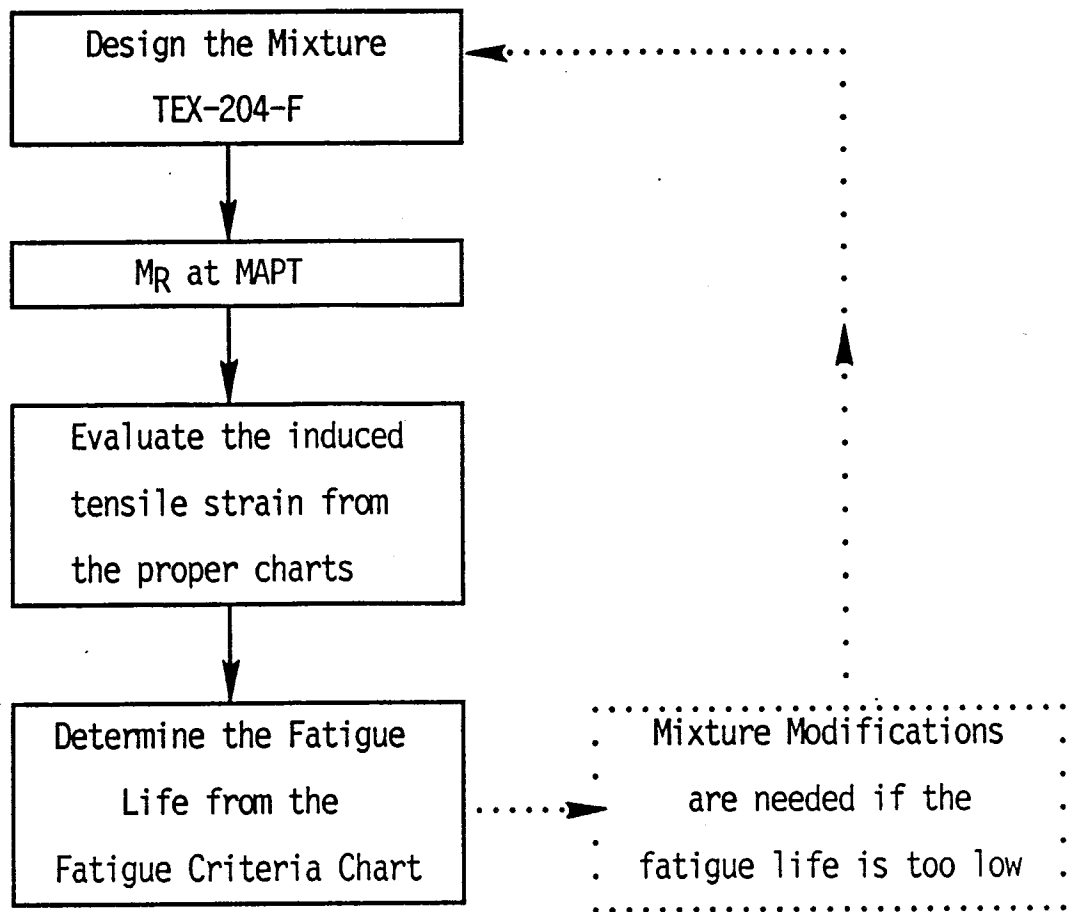 Design the Mixture
TEX-204-F
MR at MAPT
Evaluate the induced
tensile strain from
the proper charts
Determine the Fatigue
Life from the
Fatigue Criteria Chart
Mixture Modifications
are needed if the
fatigue life is too low